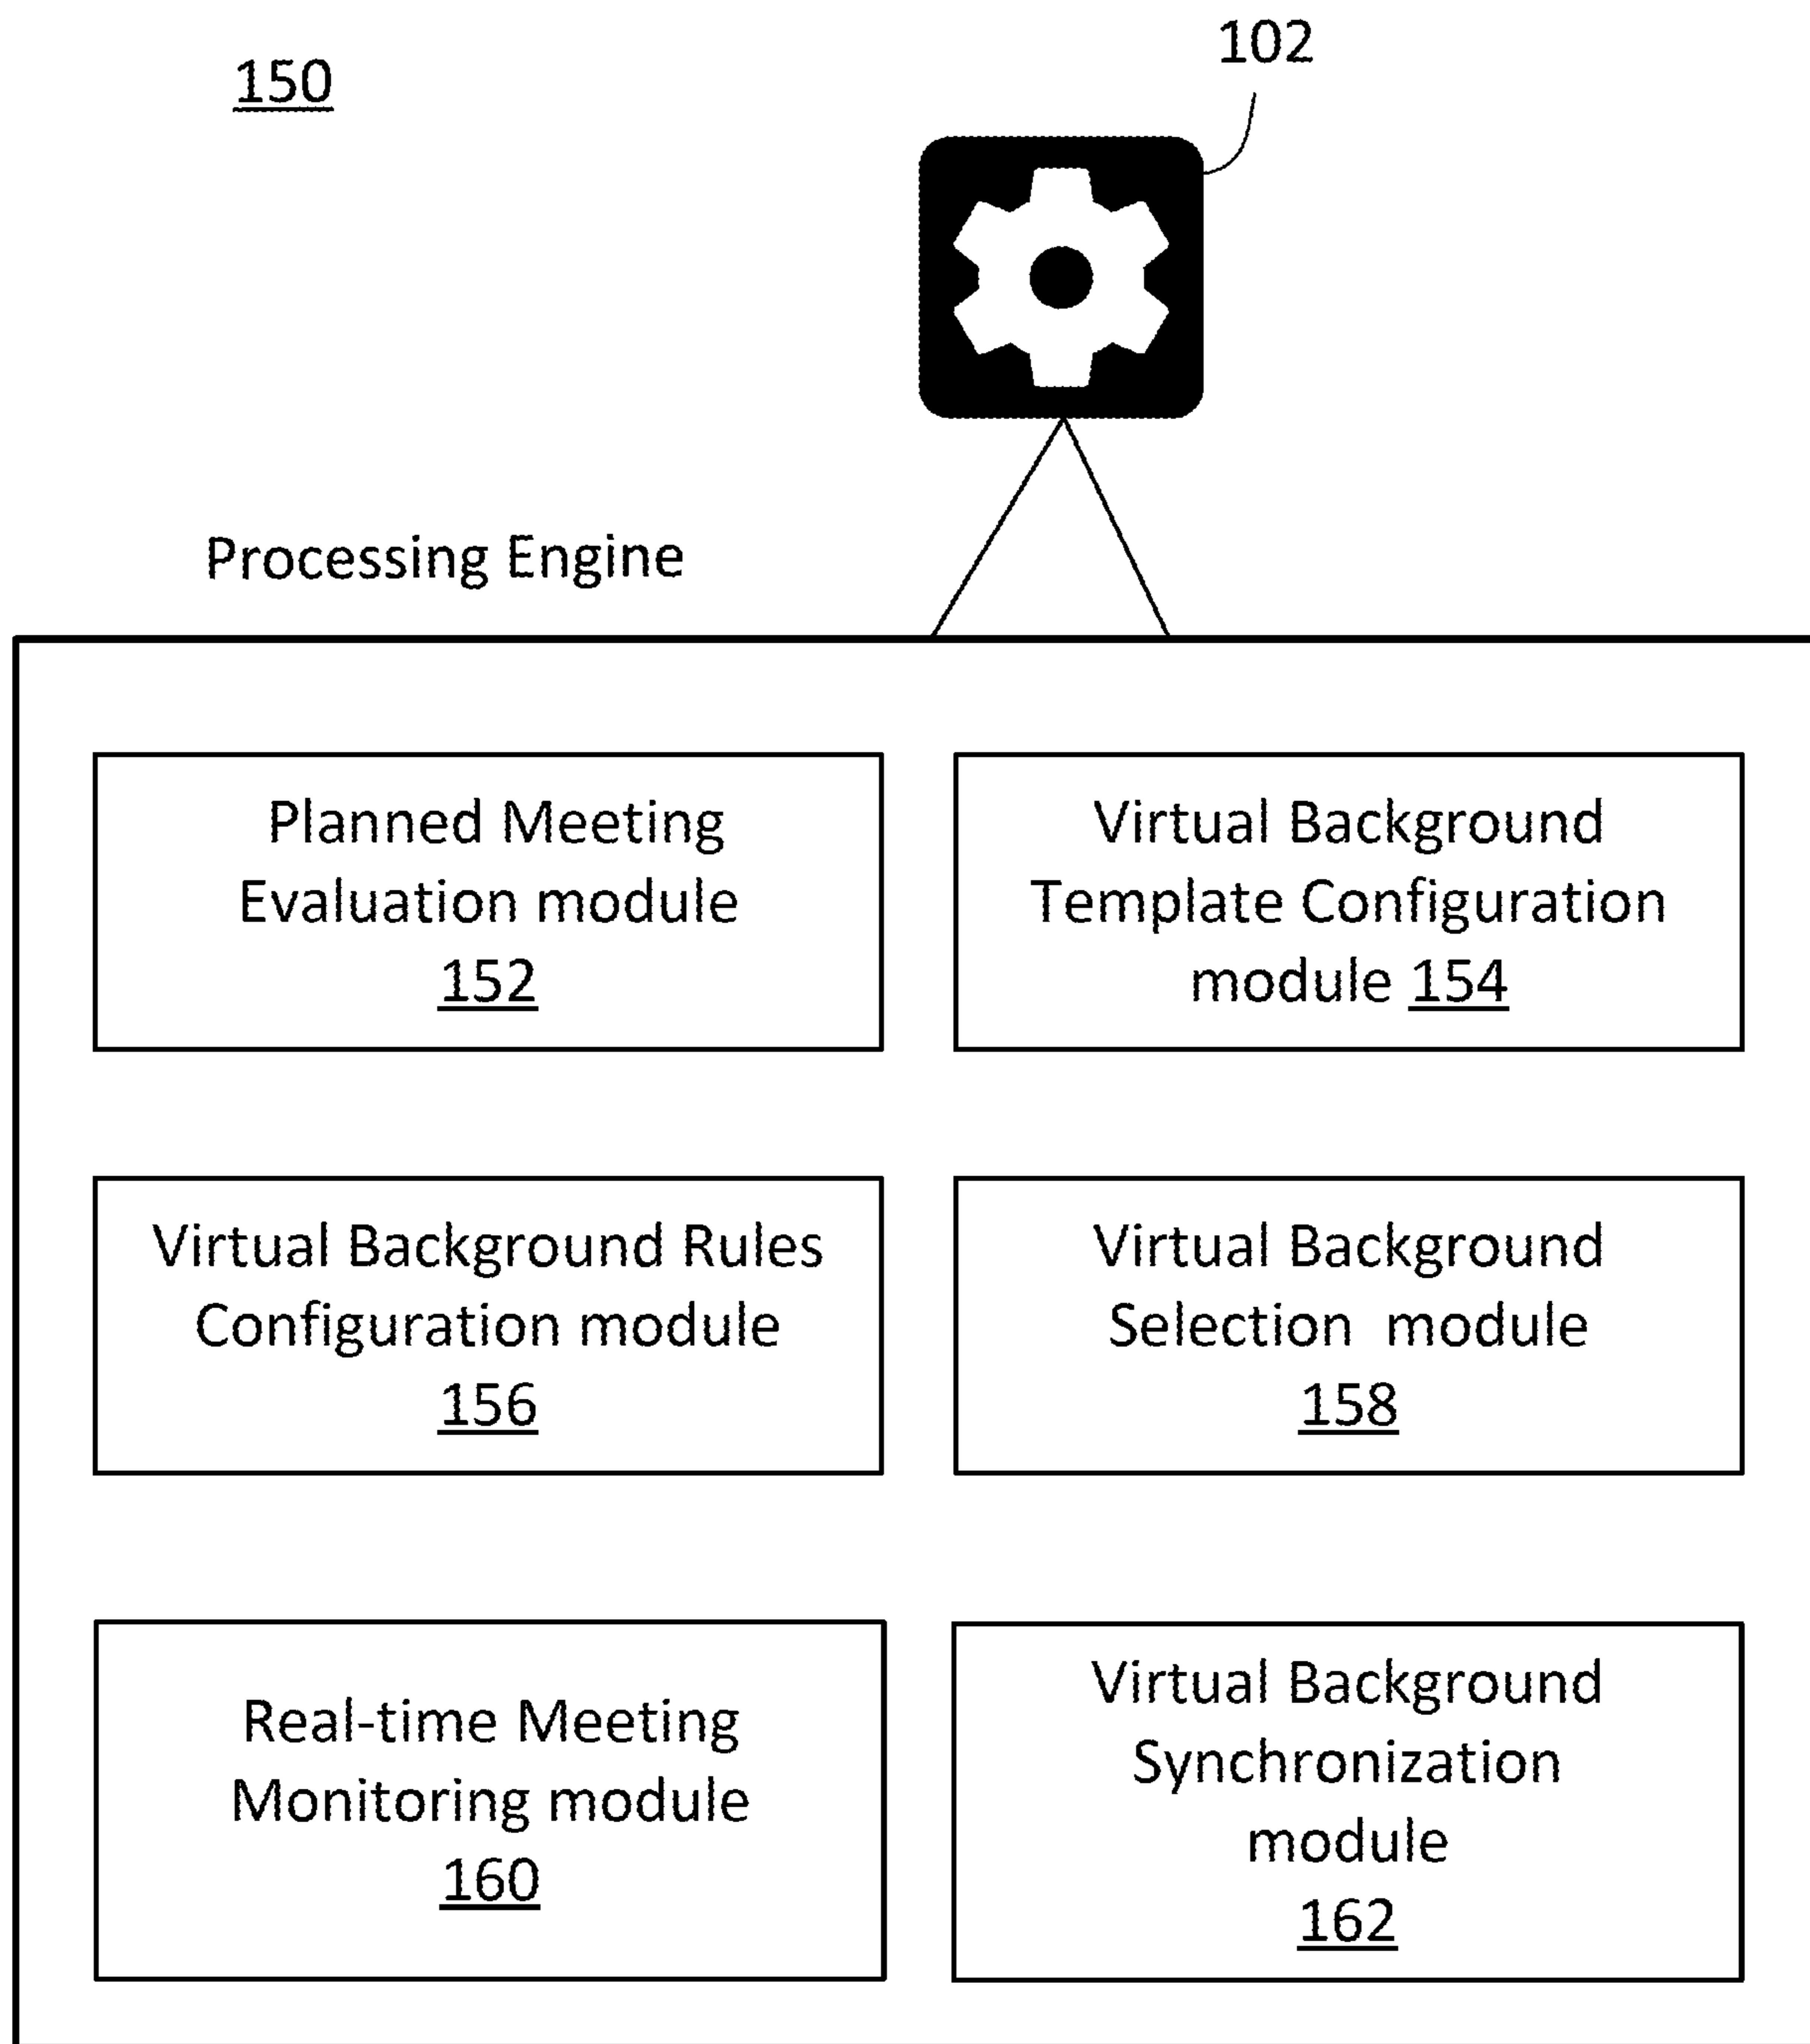 102
150
Processing Engine
Planned Meeting
Evaluation module
152
Virtual Background
Template Configuration
module 154
Virtual Background Rules
Configuration module
156
Virtual Background
Selection  module
158
Real-time Meeting
Monitoring module
160
Virtual Background
Synchronization
module
162